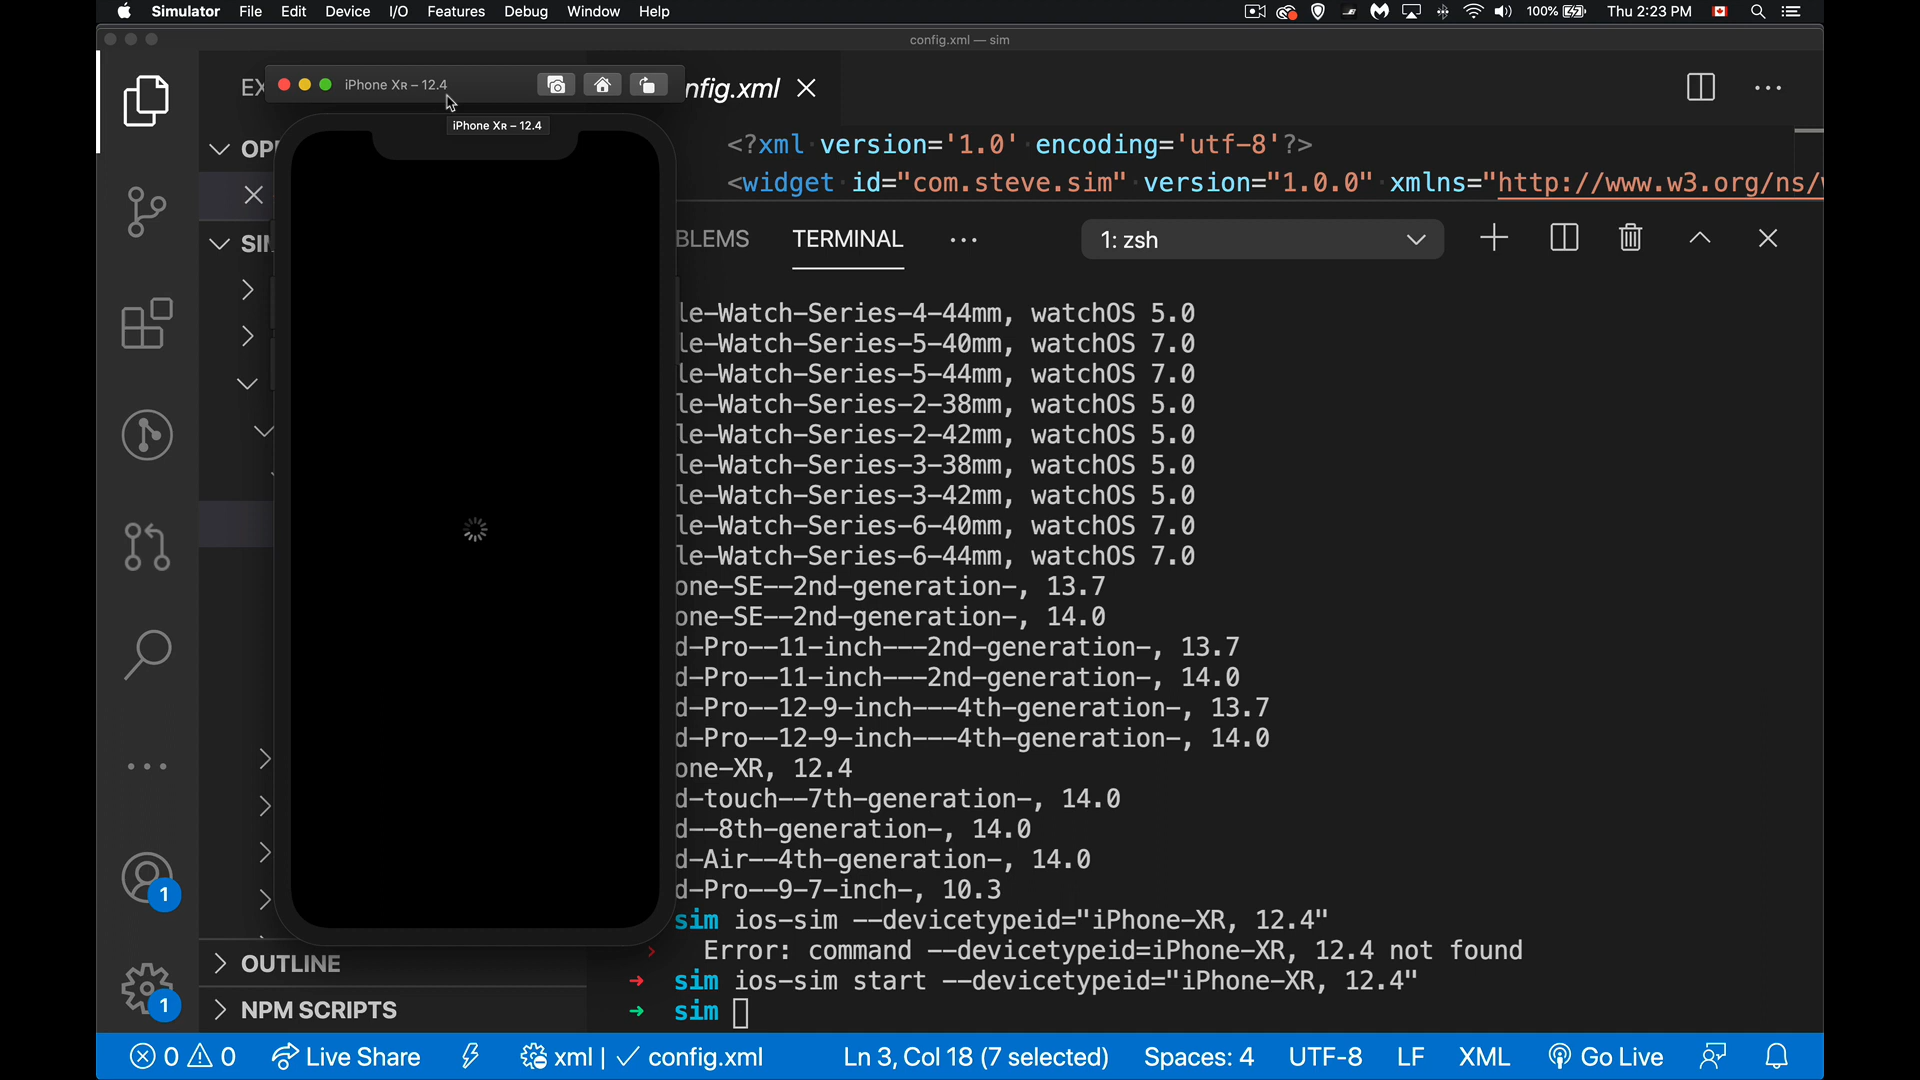 Simulator File Edit Device I/O Features Debug Window Help 100% Thu 2:23 PM
config.xml — sim
iPhone XR – 12.4
EX
nfig.xml
iPhone XR – 12.4
OPE
<?xml version='1.0' encoding='utf-8'?>
<widget id="com.steve.sim" version="1.0.0" xmlns="http://www.w3.org/ns/
SIM
BLEMS TERMINAL ... 1: zsh
le-Watch-Series-4-44mm, watchOS 5.0
le-Watch-Series-5-40mm, watchOS 7.0
le-Watch-Series-5-44mm, watchOS 7.0
le-Watch-Series-2-38mm, watchOS 5.0
le-Watch-Series-2-42mm, watchOS 5.0
le-Watch-Series-3-38mm, watchOS 5.0
le-Watch-Series-3-42mm, watchOS 5.0
le-Watch-Series-6-40mm, watchOS 7.0
le-Watch-Series-6-44mm, watchOS 7.0
one-SE--2nd-generation-, 13.7
one-SE--2nd-generation-, 14.0
d-Pro--11-inch---2nd-generation-, 13.7
d-Pro--11-inch---2nd-generation-, 14.0
d-Pro--12-9-inch---4th-generation-, 13.7
d-Pro--12-9-inch---4th-generation-, 14.0
one-XR, 12.4
d-touch--7th-generation-, 14.0
d--8th-generation-, 14.0
d-Air--4th-generation-, 14.0
d-Pro--9-7-inch-, 10.3
sim ios-sim --devicetypeid="iPhone-XR, 12.4"
› Error: command --devicetypeid=iPhone-XR, 12.4 not found
→ sim ios-sim start --devicetypeid="iPhone-XR, 12.4"
→ sim
1
OUTLINE
1
NPM SCRIPTS
0 0 Live Share xml | ✓ config.xml Ln 3, Col 18 (7 selected) Spaces: 4 UTF-8 LF XML Go Live